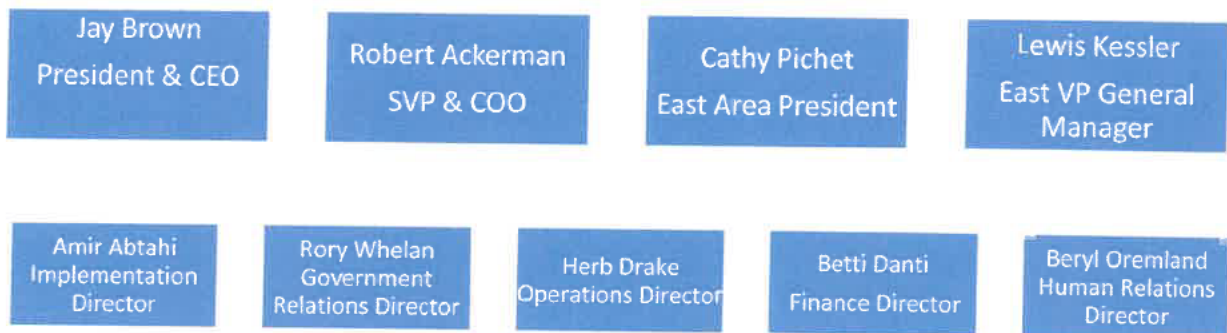 Jay Brown
President & CEO
Robert Ackerman
SVP & COO
Cathy Pichet
East Area President
Lewis Kessler
East VP General
Manager
Amir Abtahi
Implementation
Director
Rory Whelan
Government
Relations Director
Herb Drake
Operations Director
Betti Danti
Finance Director
Beryl Oremland
Human Relations
Director